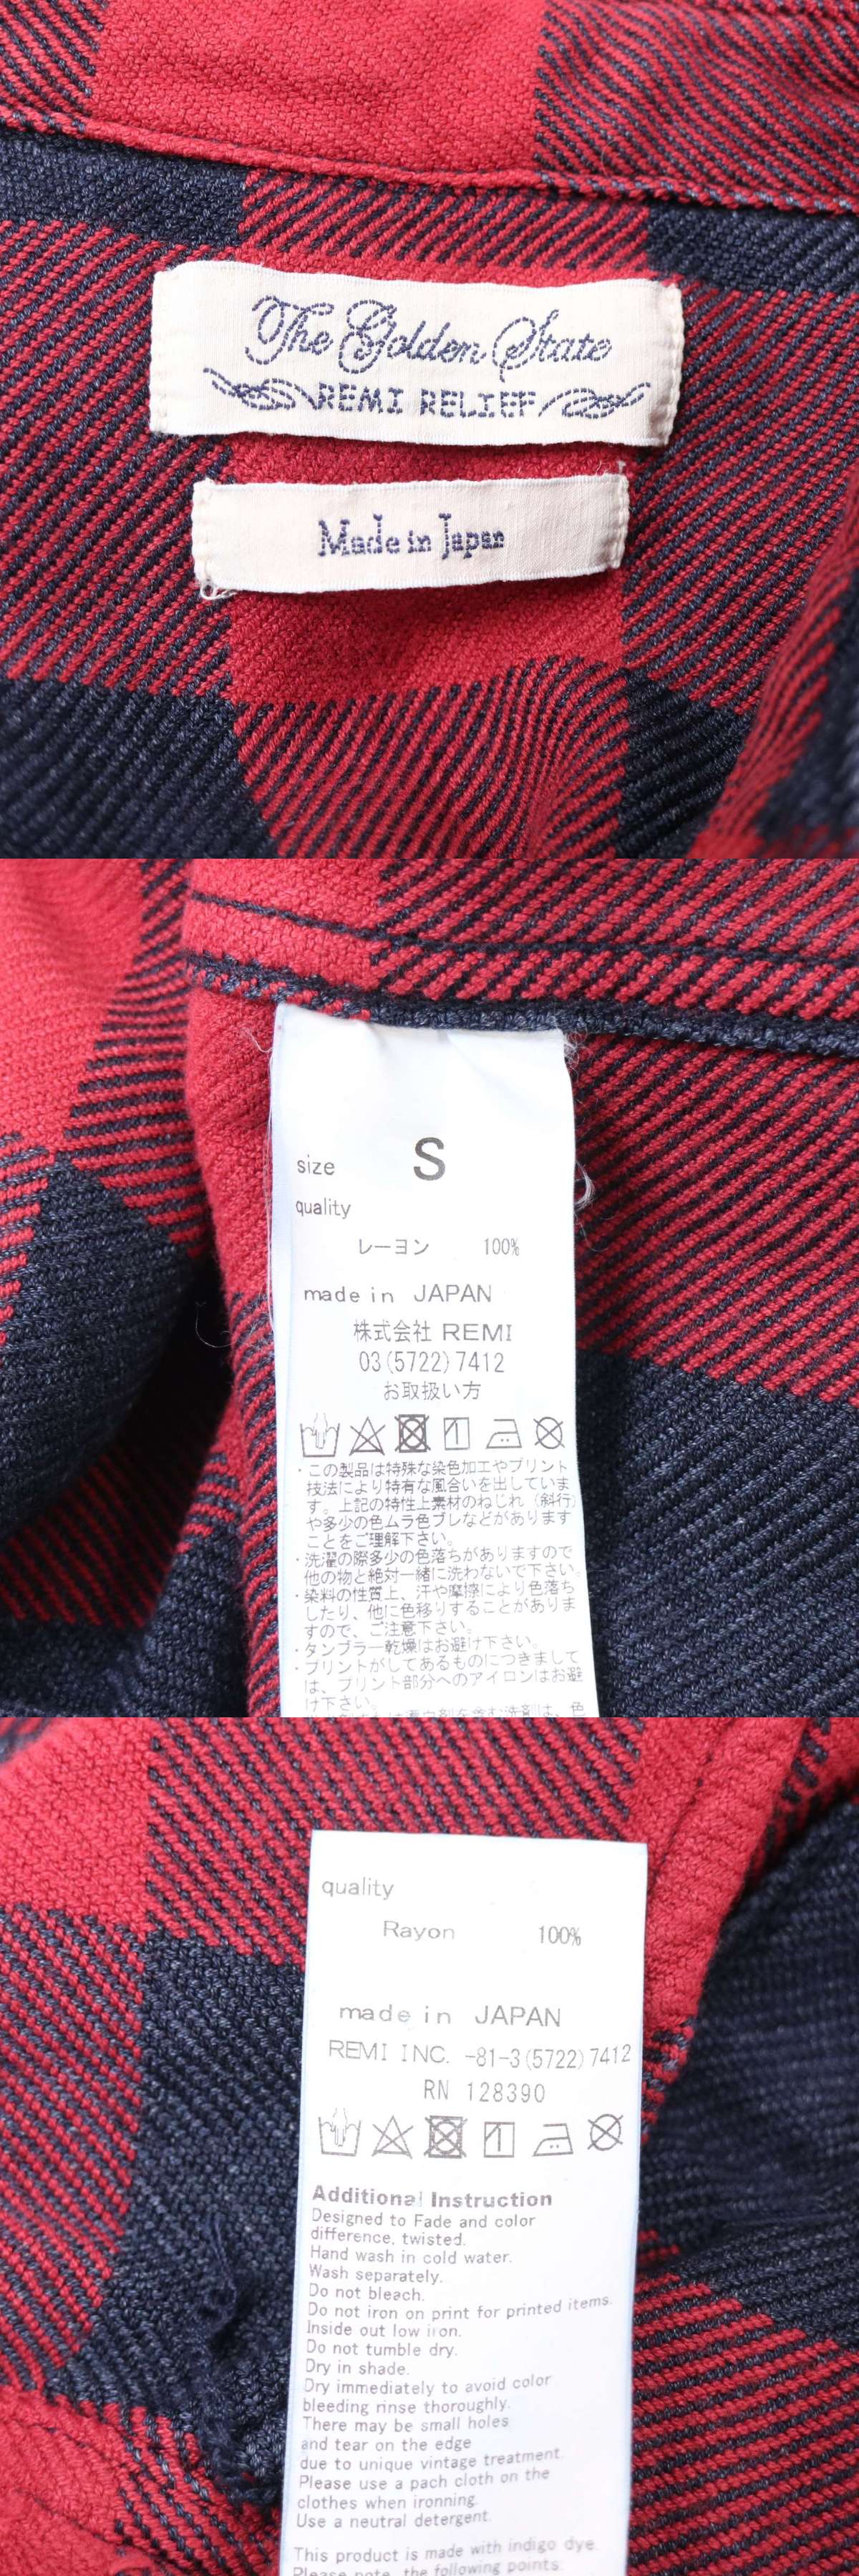 The Golden State
REMI RELIEF
Made in Japan
size S
quality
レーヨン 100%
made in JAPAN
株式会社 REMI
03(5722)7412
お取扱い方
・この製品は特殊な染色加工やプリント
技法により特有な風合いを出していま
す。上記の特性上素材のねじれ（斜行）
や多少の色ムラ色ブレなどがあります
ことをご理解下さい。
・洗濯の際多少の色落ちがありますので
他の物と絶対一緒に洗わないで下さい。
・染料の性質上、汗や摩擦により色落ち
したり、他に色移りすることがありま
すので、ご注意下さい。
・タンブラー乾燥はお避け下さい。
・プリントがしてあるものにつきまして
は、プリント部分へのアイロンはお避
け下さい。
quality
Rayon 100%
made in JAPAN
REMI INC. -81-3(5722)7412
RN 128390
Additional Instruction
Designed to Fade and color
difference, twisted.
Hand wash in cold water.
Wash separately.
Do not bleach.
Do not iron on print for printed items.
Inside out low iron.
Do not tumble dry.
Dry in shade.
Dry immediately to avoid color
bleeding rinse thoroughly.
There may be small holes
and tear on the edge
due to unique vintage treatment.
Please use a pach cloth on the
clothes when ironning.
Use a neutral detergent.
This product is made with indigo dye.
Please note, the following points: